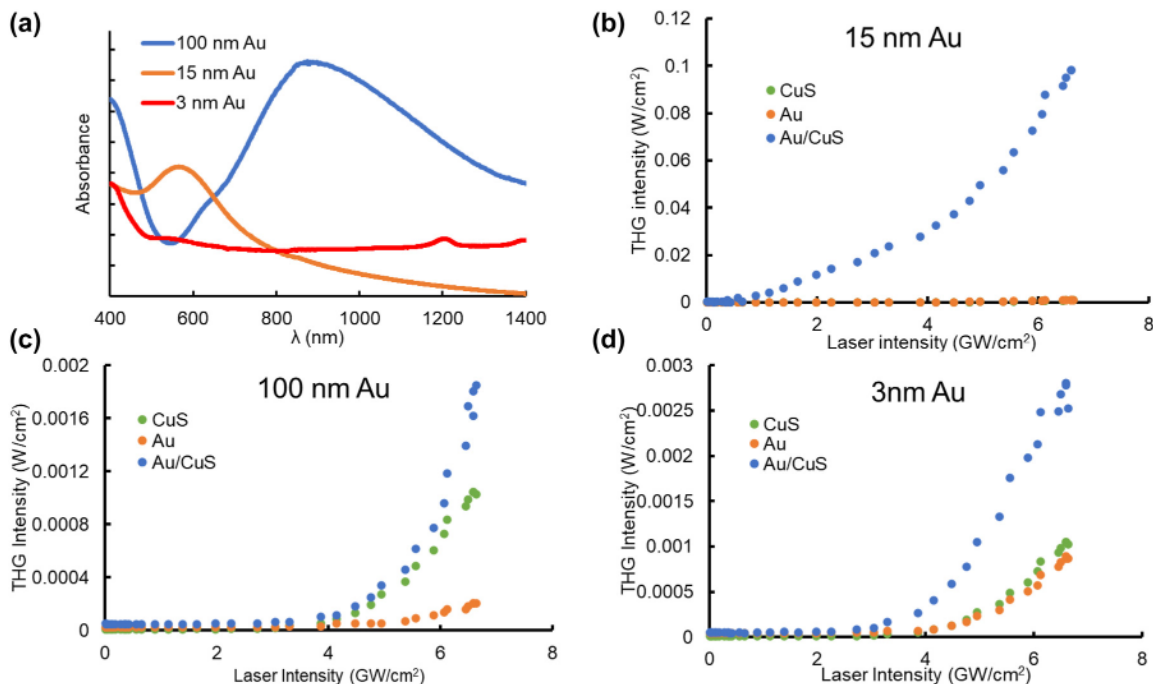 (a)
100 nm Au
15 nm Au
3 nm Au
Absorbance
400 600 800 1000 1200 1400
λ (nm)
(b)
15 nm Au
0.12
0.1
0.08
0.06
0.04
0.02
0
THG intensity (W/cm²)
CuS
Au
Au/CuS
0 2 4 6 8
Laser intensity (GW/cm²)
(c)
100 nm Au
0.002
0.0016
0.0012
0.0008
0.0004
0
THG Intensity (W/cm²)
CuS
Au
Au/CuS
0 2 4 6 8
Laser Intensity (GW/cm²)
(d)
3nm Au
0.003
0.0025
0.002
0.0015
0.001
0.0005
0
THG Intensity (W/cm²)
CuS
Au
Au/CuS
0 2 4 6 8
Laser Intensity (GW/cm²)